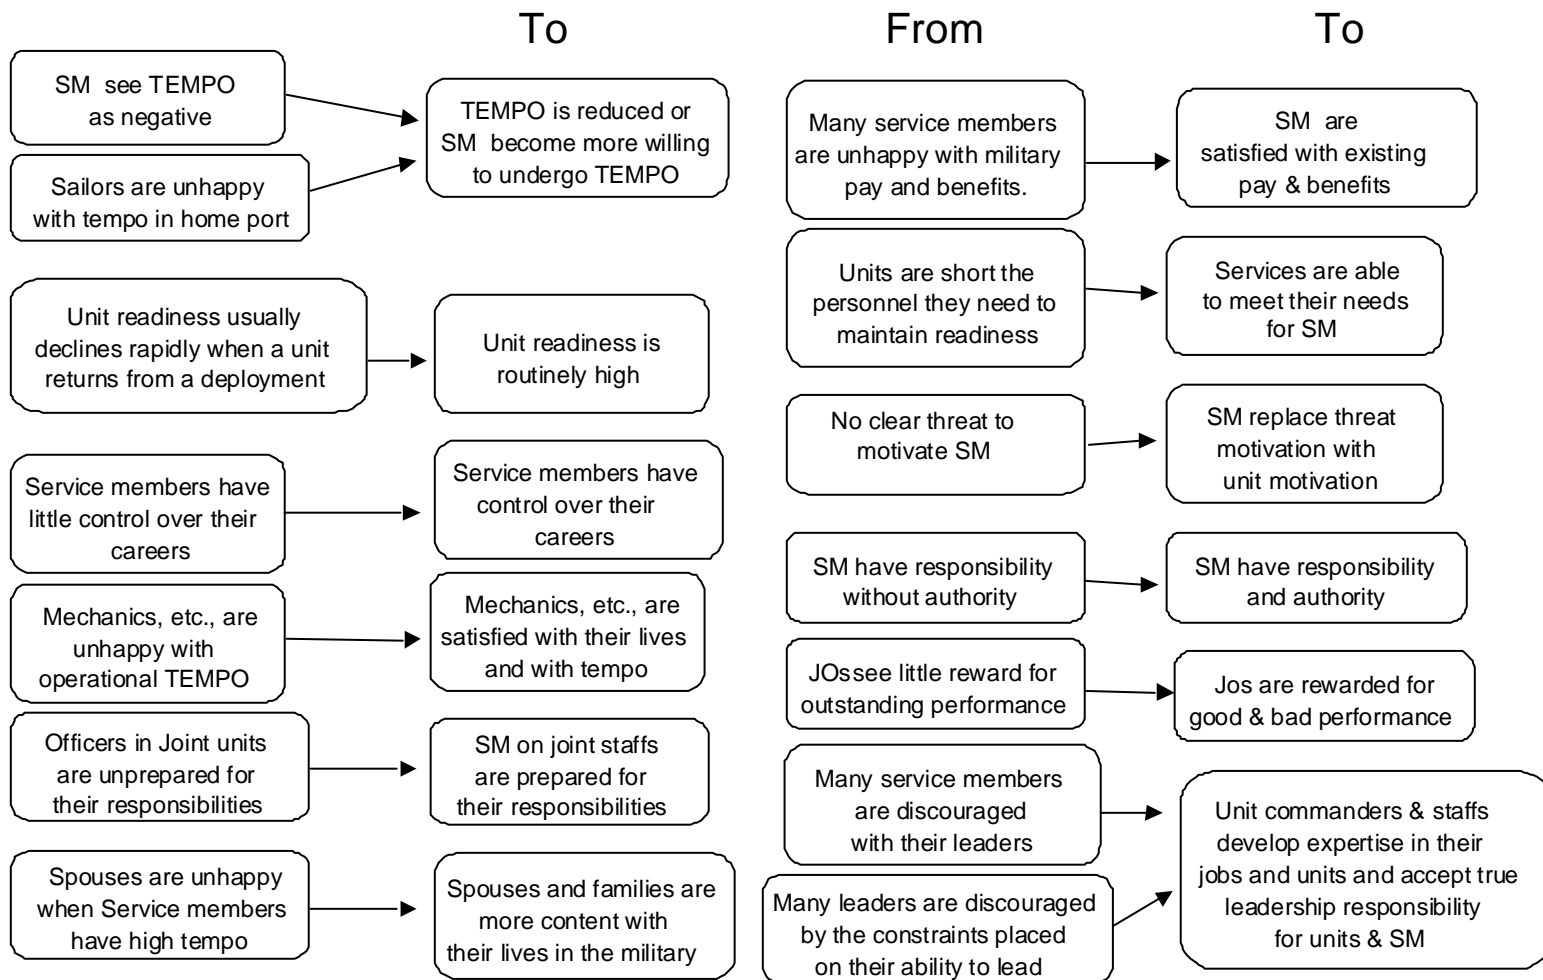 To
SM see TEMPO
as negative
Sailors are unhappy
with tempo in home port
TEMPO is reduced or
SM become more willing
to undergo TEMPO
Unit readiness usually
declines rapidly when a unit
returns from a deployment
Unit readiness is
routinely high
Service members have
little control over their
careers
Service members have
control over their
careers
Mechanics, etc., are
unhappy with
operational TEMPO
Mechanics, etc., are
satisfied with their lives
and with tempo
Officers in Joint units
are unprepared for
their responsibilities
SM on joint staffs
are prepared for
their responsibilities
Spouses are unhappy
when Service members
have high tempo
Spouses and families are
more content with
their lives in the military
From
To
Many service members
are unhappy with military
pay and benefits.
SM are
satisfied with existing
pay & benefits
Units are short the
personnel they need to
maintain readiness
Services are able
to meet their needs
for SM
No clear threat to
motivate SM
SM replace threat
motivation with
unit motivation
SM have responsibility
without authority
SM have responsibility
and authority
JOssee little reward for
outstanding performance
Jos are rewarded for
good & bad performance
Many service members
are discouraged
with their leaders
Many leaders are discouraged
by the constraints placed
on their ability to lead
Unit commanders & staffs
develop expertise in their
jobs and units and accept true
leadership responsibility
for units & SM